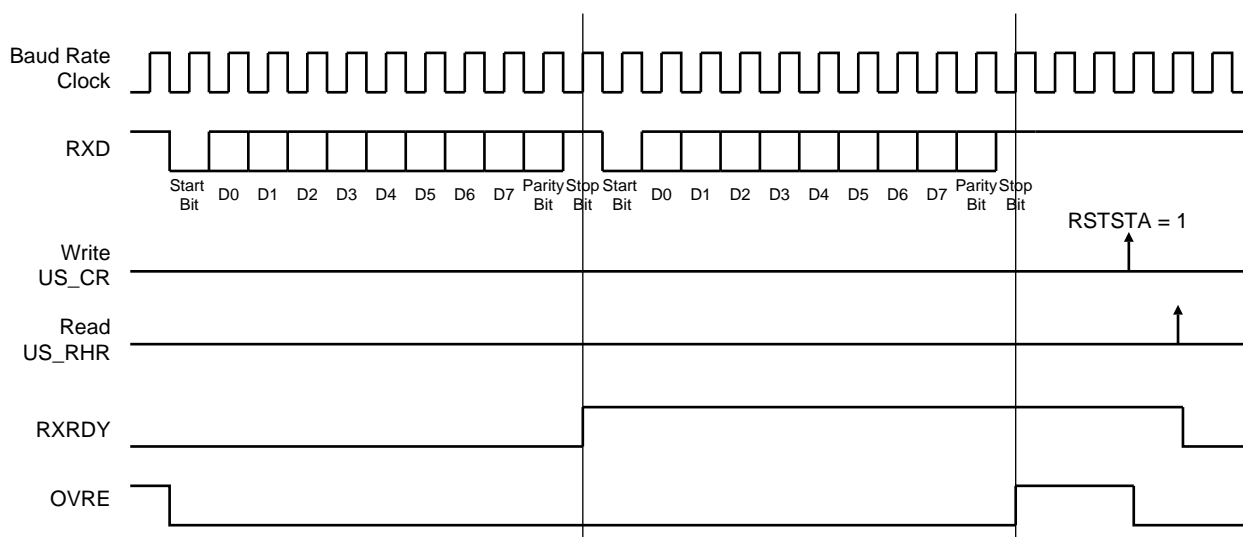 Baud Rate
Clock
RXD
Start
Bit
D0
D1
D2
D3
D4
D5
D6
D7
Parity
Bit
Stop
Bit
Start
Bit
D0
D1
D2
D3
D4
D5
D6
D7
Parity
Bit
Stop
Bit
RSTSTA = 1
Write
US_CR
Read
US_RHR
RXRDY
OVRE